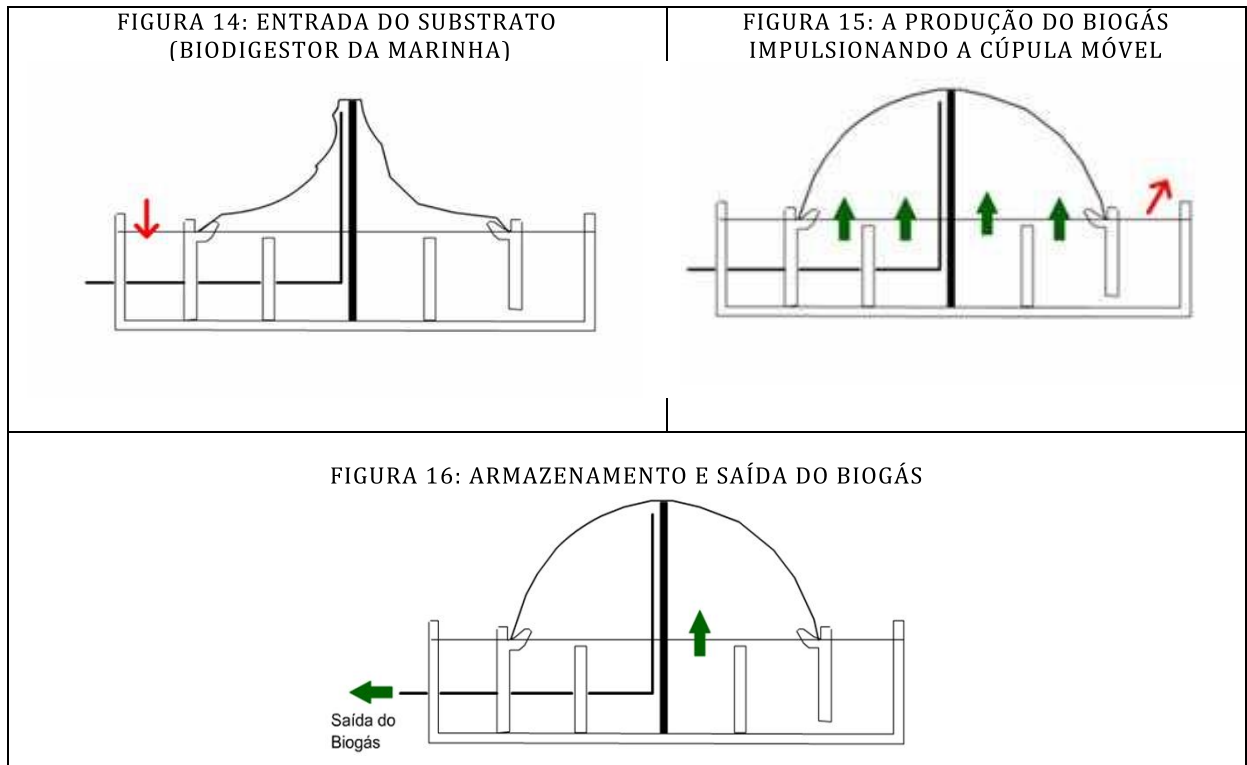 FIGURA 14: ENTRADA DO SUBSTRATO
(BIODIGESTOR DA MARINHA)
FIGURA 15: A PRODUÇÃO DO BIOGÁS
IMPULSIONANDO A CÚPULA MÓVEL
FIGURA 16: ARMAZENAMENTO E SAÍDA DO BIOGÁS
Saída do
Biogás